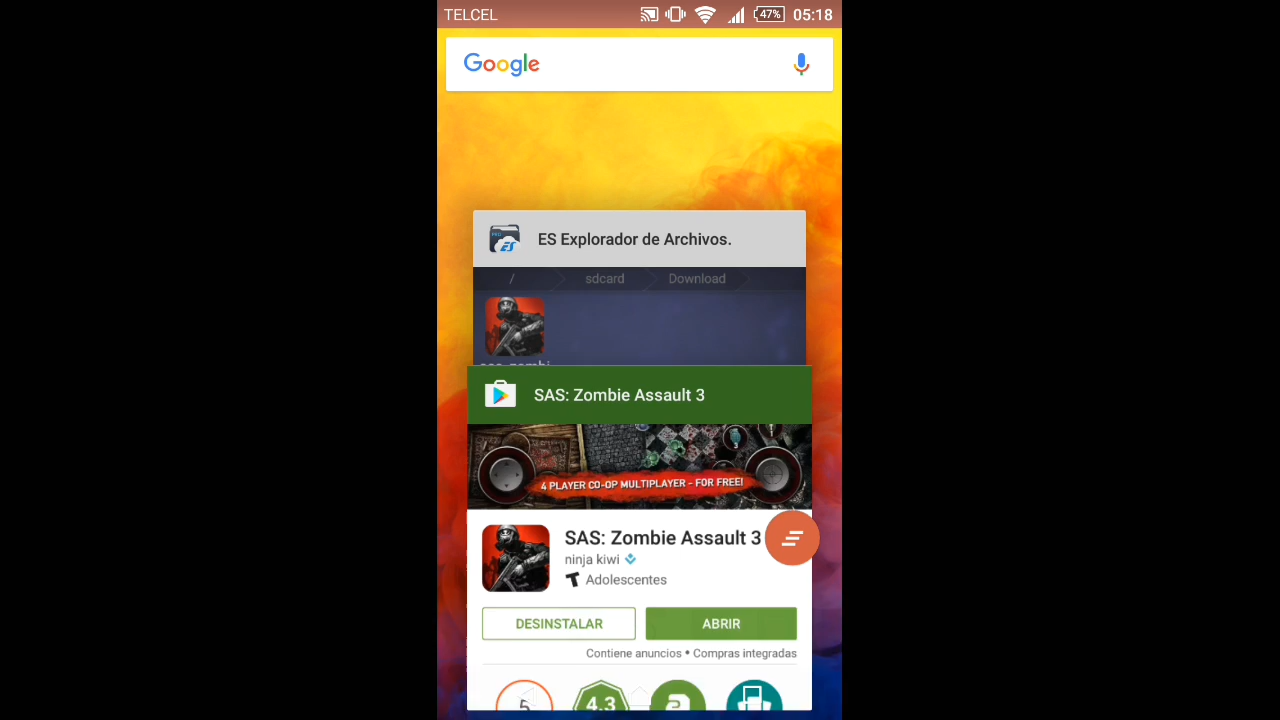 TELCEL 47% 05:18
Google
ES Explorador de Archivos.
/ sdcard Download
SAS: Zombie Assault 3
4 PLAYER CO-OP MULTIPLAYER - FOR FREE!
SAS: Zombie Assault 3
ninja kiwi
T Adolescentes
DESINSTALAR ABRIR
Contiene anuncios • Compras integradas
4.3